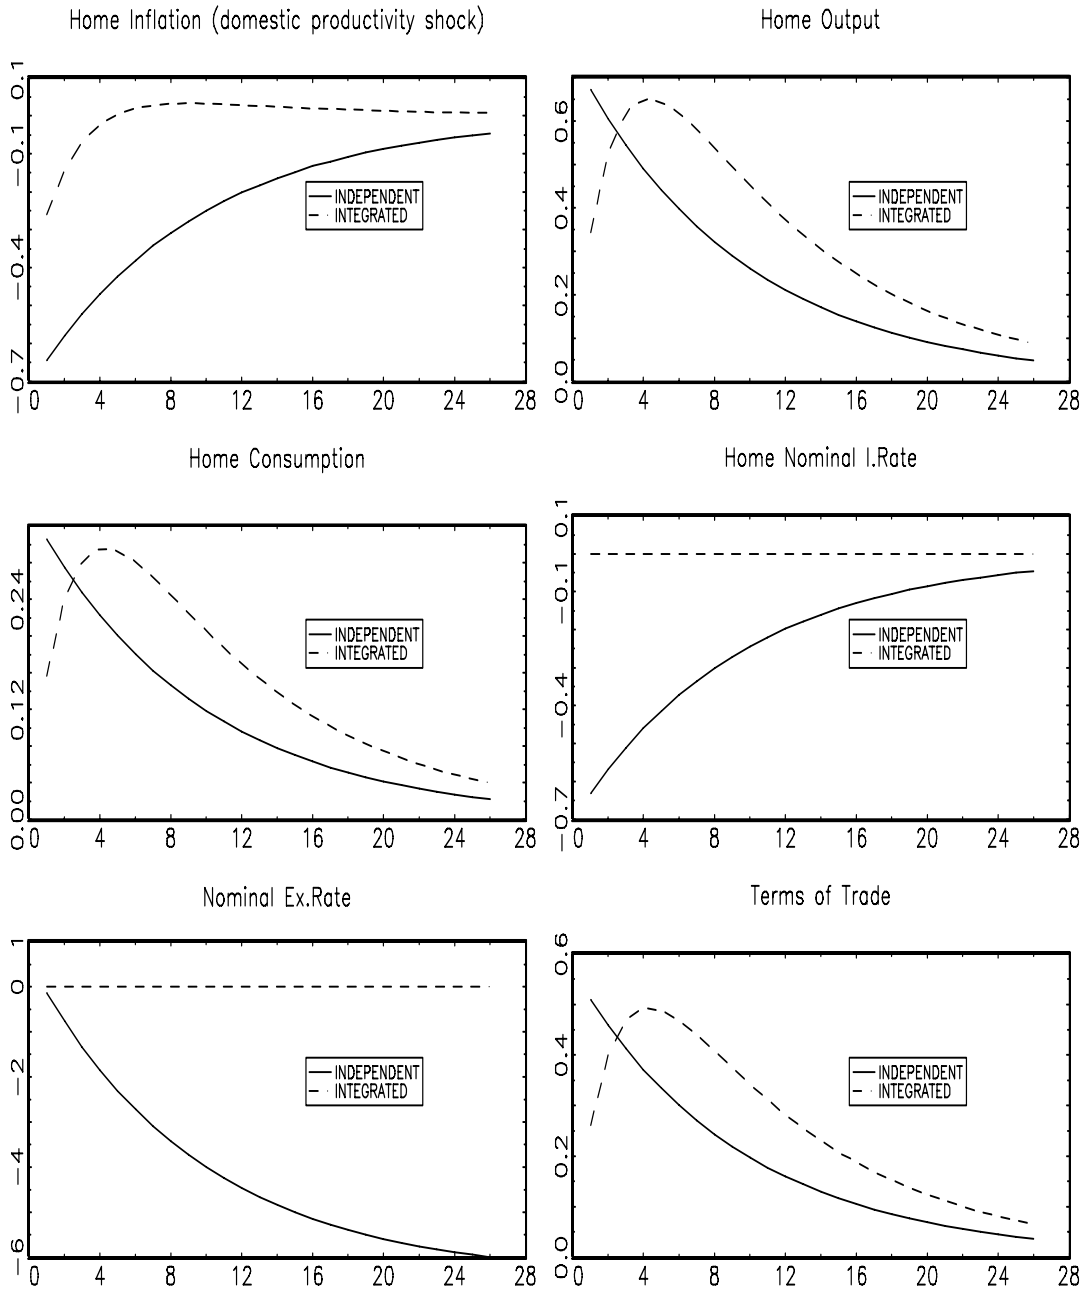 Home Inflation (domestic productivity shock)
0.1
-0.1
-0.4
-0.7
INDEPENDENT
INTEGRATED
0 4 8 12 16 20 24 28
Home Output
0.6
0.4
0.2
0.0
INDEPENDENT
INTEGRATED
0 4 8 12 16 20 24 28
Home Consumption
0.24
0.12
0.00
INDEPENDENT
INTEGRATED
0 4 8 12 16 20 24 28
Home Nominal I.Rate
0.1
-0.1
-0.4
-0.7
INDEPENDENT
INTEGRATED
0 4 8 12 16 20 24 28
Nominal Ex.Rate
1
0
-2
-4
-6
INDEPENDENT
INTEGRATED
0 4 8 12 16 20 24 28
Terms of Trade
0.6
0.4
0.2
0.0
INDEPENDENT
INTEGRATED
0 4 8 12 16 20 24 28